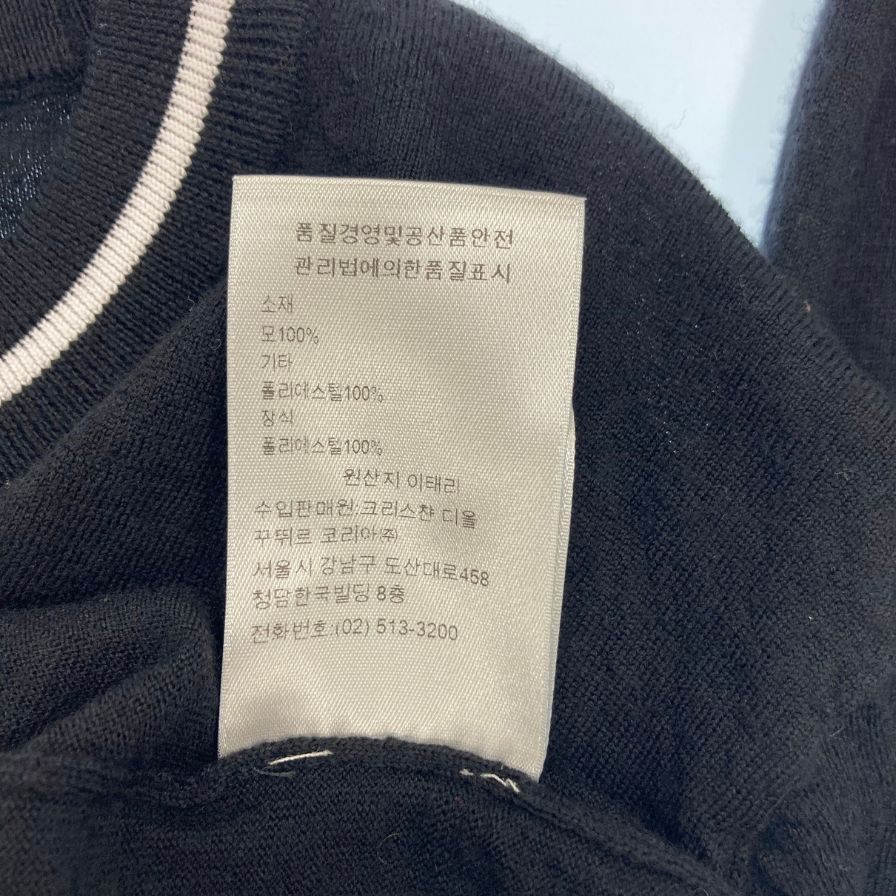 품질경영및공산품안전
관리법에의한품질표시
소재
모100%
기타
폴리에스털100%
장식
폴리에스털100%
원산지 이태리
수입판매원:크리스챤 디올
꾸뛰르 코리아㈜
서울시 강남구 도산대로458
청담한국빌딩 8층
전화번호:(02) 513-3200